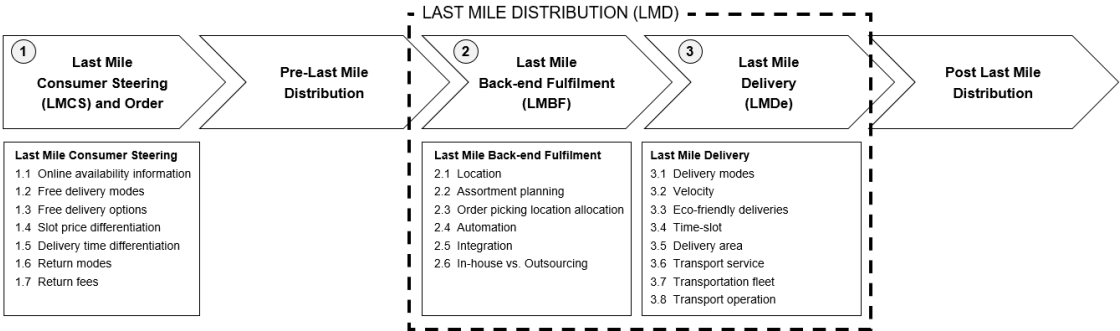 LAST MILE DISTRIBUTION (LMD)
1
Last Mile
Consumer Steering
(LMCS) and Order
Pre-Last Mile
Distribution
2
Last Mile
Back-end Fulfilment
(LMBF)
3
Last Mile
Delivery
(LMDe)
Post Last Mile
Distribution
Last Mile Consumer Steering
1.1 Online availability information
1.2 Free delivery modes
1.3 Free delivery options
1.4 Slot price differentiation
1.5 Delivery time differentiation
1.6 Return modes
1.7 Return fees
Last Mile Back-end Fulfilment
2.1 Location
2.2 Assortment planning
2.3 Order picking location allocation
2.4 Automation
2.5 Integration
2.6 In-house vs. Outsourcing
Last Mile Delivery
3.1 Delivery modes
3.2 Velocity
3.3 Eco-friendly deliveries
3.4 Time-slot
3.5 Delivery area
3.6 Transport service
3.7 Transportation fleet
3.8 Transport operation